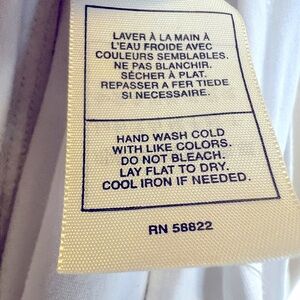 LAVER À LA MAIN À
L'EAU FROIDE AVEC
COULEURS SEMBLABLES.
NE PAS BLANCHIR.
SÉCHER À PLAT.
REPASSER A FER TIEDE
SI NECESSAIRE.
HAND WASH COLD
WITH LIKE COLORS.
DO NOT BLEACH.
LAY FLAT TO DRY.
COOL IRON IF NEEDED.
RN 58822